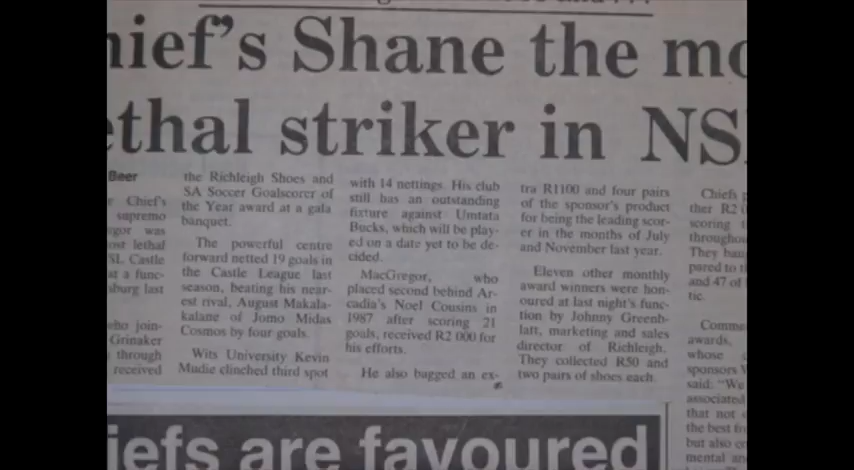 hief's Shane the mo
ethal striker in NS
Beer
Chief's
supremo
gor was
ost lethal
SL Castle
at a func-
sburg last
who join-
Grinaker
through
received
the Richleigh Shoes and
SA Soccer Goalscorer of
the Year award at a gala
banquet.
The powerful centre
forward netted 19 goals in
the Castle League last
season, beating his near-
est rival, August Makala-
kalane of Jomo Midas
Cosmos by four goals.
Wits University Kevin
Mudie clinched third spot
with 14 nettings. His club
still has an outstanding
fixture against Umtata
Bucks, which will be play-
ed on a date yet to be de-
cided.
MacGregor, who
placed second behind Ar-
cadia's Noel Cousins in
1987 after scoring 21
goals, received R2 000 for
his efforts.
He also bagged an ex-
tra R1100 and four pairs
of the sponsor's product
for being the leading scor-
er in the months of July
and November last year.
Eleven other monthly
award winners were hon-
oured at last night's func-
tion by Johnny Greenb-
latt, marketing and sales
director of Richleigh.
They collected R50 and
two pairs of shoes each.
Chiefs
ther R2
scoring
througho
They ban
pared to t
and 47 of
tic.
Comme
awards,
whose
sponsors
said: "We
associated
that not
the best
but also
mental an
iefs are favoured